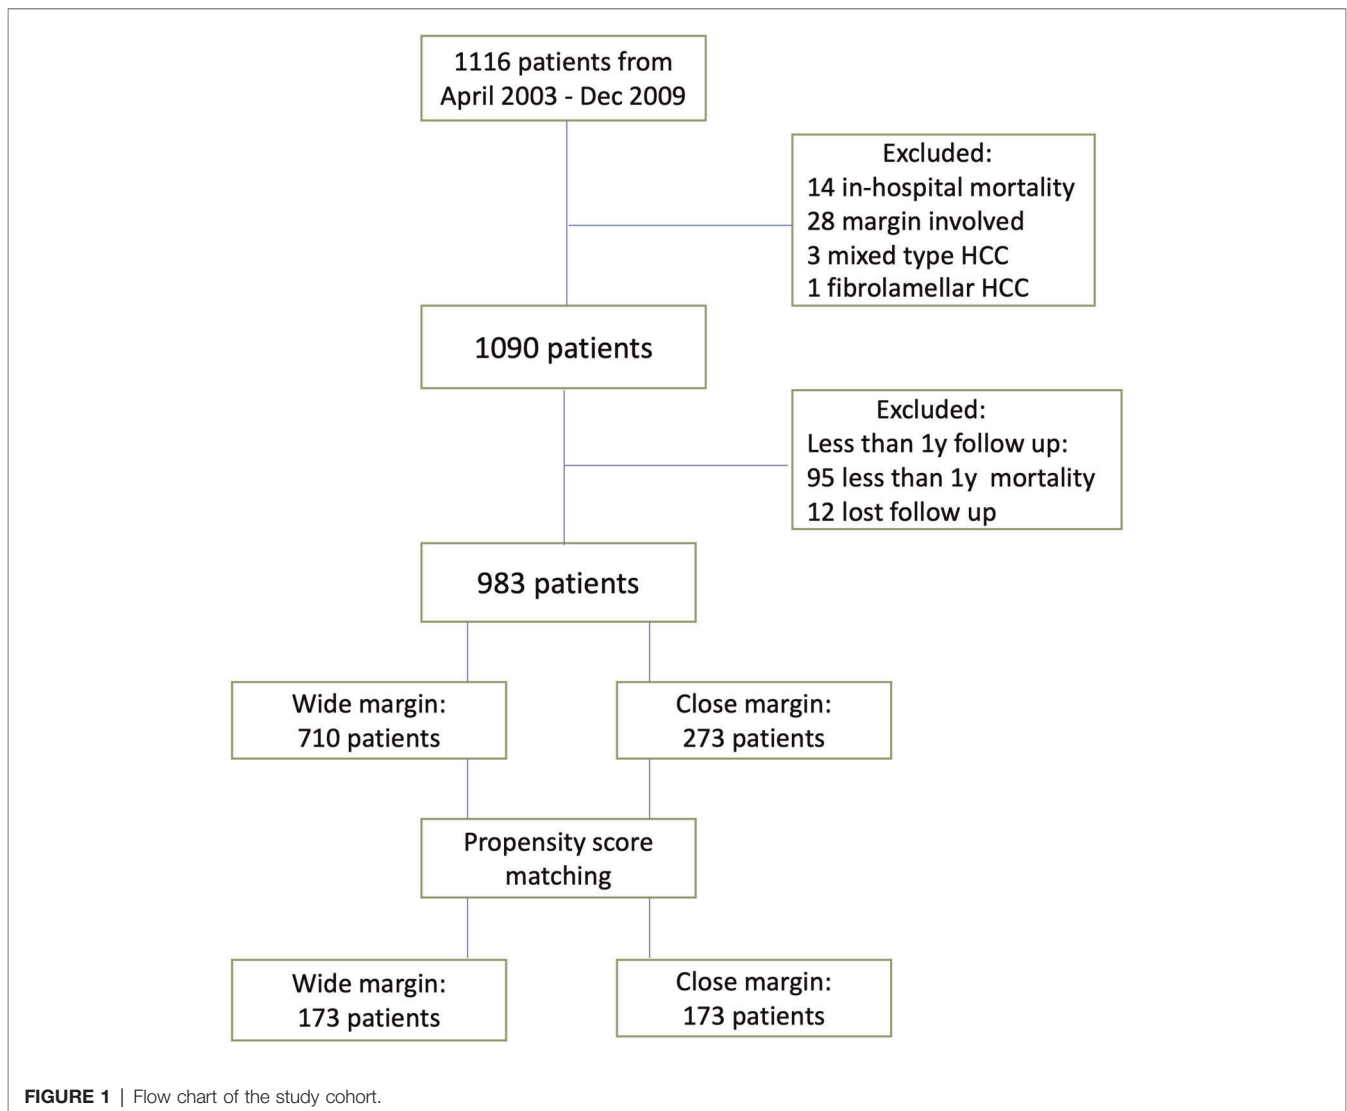 1116 patients from
April 2003 - Dec 2009
Excluded:
14 in-hospital mortality
28 margin involved
3 mixed type HCC
1 fibrolamellar HCC
1090 patients
Excluded:
Less than 1y follow up:
95 less than 1y mortality
12 lost follow up
983 patients
Wide margin:
710 patients
Close margin:
273 patients
Propensity score
matching
Wide margin:
173 patients
Close margin:
173 patients
FIGURE 1 | Flow chart of the study cohort.